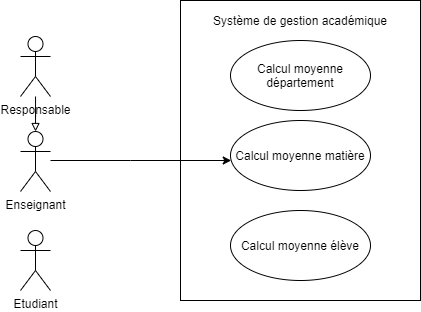 Système de gestion académique
Calcul moyenne
département
Responsable
Calcul moyenne matière
Enseignant
Calcul moyenne élève
Etudiant